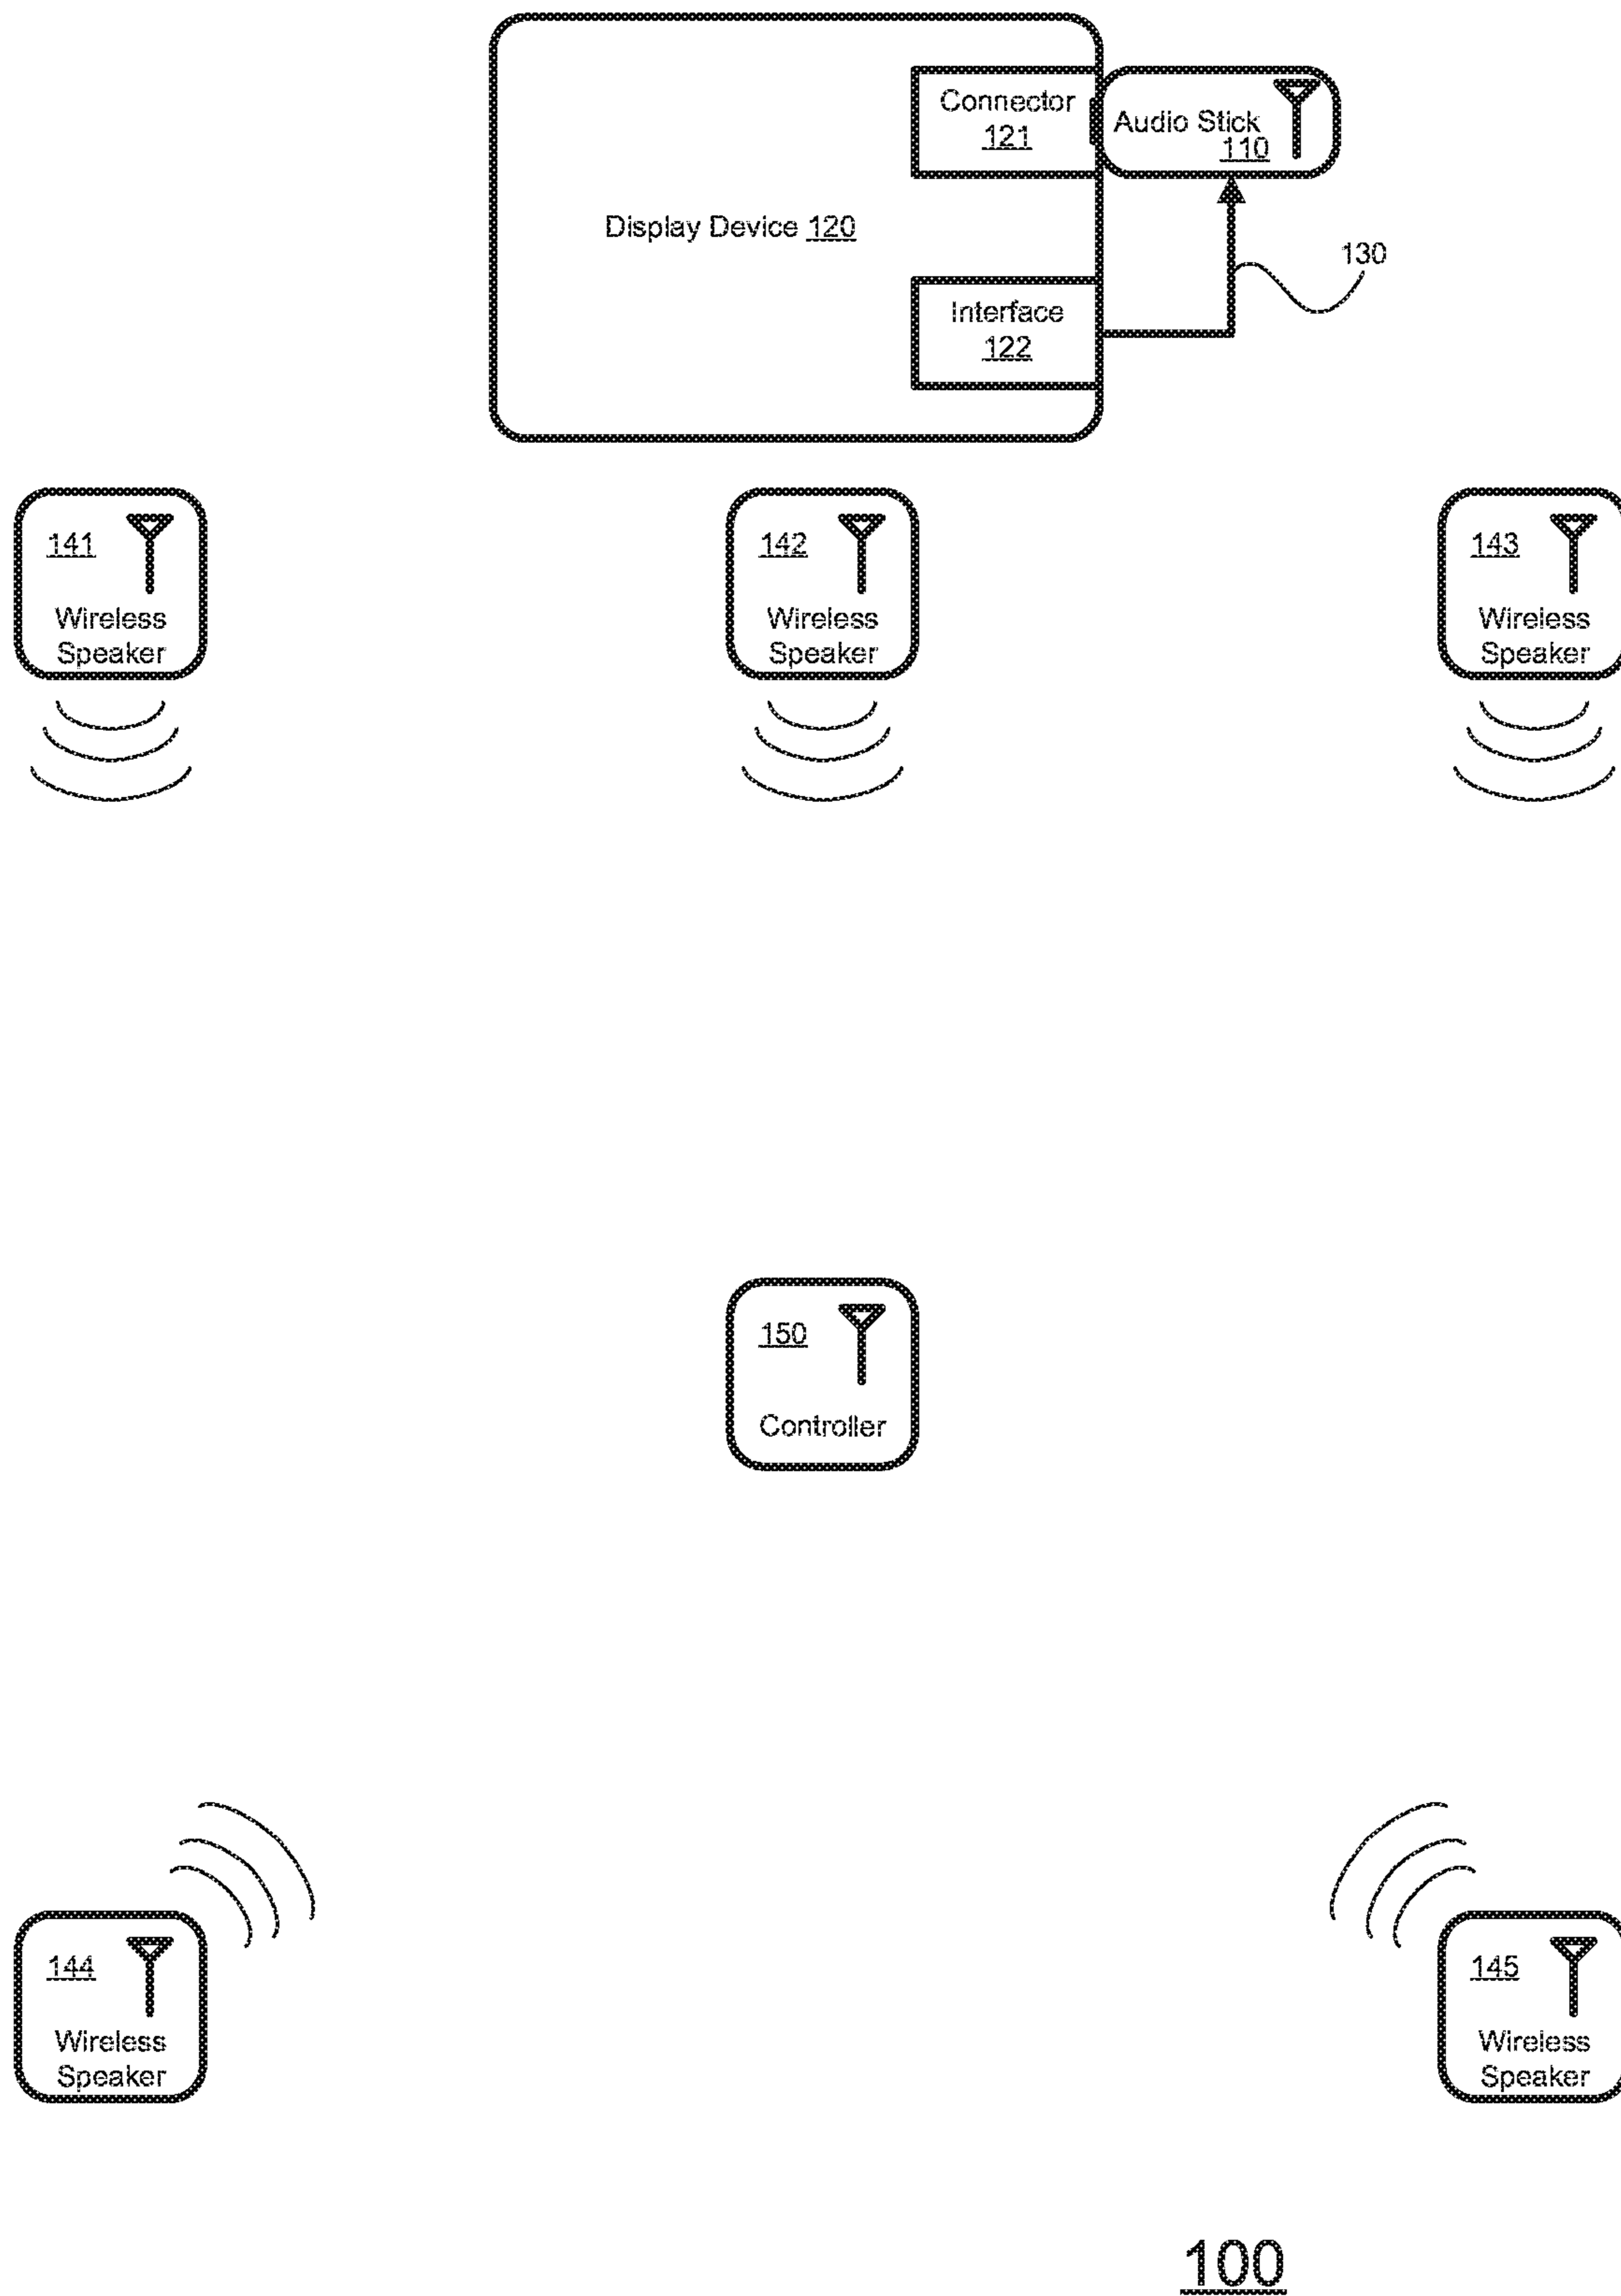 Connector
121
Audio Stick
110
Display Device 120
130
Interface
122
141
Wireless
Speaker
142
Wireless
Speaker
143
Wireless
Speaker
150
Controller
144
Wireless
Speaker
145
Wireless
Speaker
100